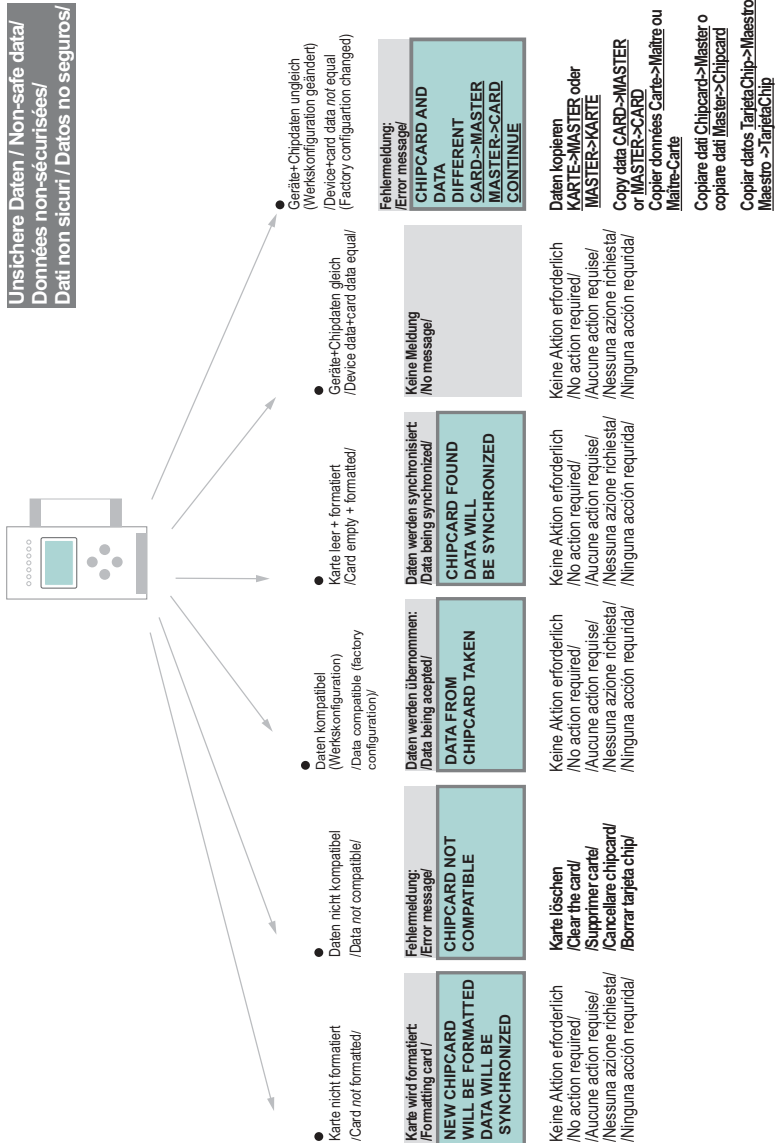 Unsichere Daten / Non-safe data/
Données non-sécurisées/
Dati non sicuri / Datos no seguros/
Karte nicht formatiert
/Card not formatted/
Karte wird formatiert:
/Formatting card /
NEW CHIPCARD
WILL BE FORMATTED
DATA WILL BE
SYNCHRONIZED
Keine Aktion erforderlich
/No action required/
/Aucune action requise/
/Nessuna azione richiesta/
/Ninguna acción requrida/
Daten nicht kompatibel
/Data not compatible/
Fehlermeldung:
/Error message/
CHIPCARD NOT
COMPATIBLE
Karte löschen
/Clear the card/
/Supprimer carte/
/Cancellare chipcard/
/Borrar tarjeta chip/
Daten kompatibel
(Werkskonfiguration)
/Data compatible (factory
configuration)/
Daten werden übernommen:
/Data being acepted/
DATA FROM
CHIPCARD TAKEN
Keine Aktion erforderlich
/No action required/
/Aucune action requise/
/Nessuna azione richiesta/
/Ninguna acción requrida/
Karte leer + formatiert
/Card empty + formatted/
Daten werden synchronisiert:
/Data being synchronized/
CHIPCARD FOUND
DATA WILL
BE SYNCHRONIZED
Keine Aktion erforderlich
/No action required/
/Aucune action requise/
/Nessuna azione richiesta/
/Ninguna acción requrida/
Geräte+Chipdaten gleich
/Device data+card data equal/
Keine Meldung
/No message/
Keine Aktion erforderlich
/No action required/
/Aucune action requise/
/Nessuna azione richiesta/
/Ninguna acción requrida/
Geräte+Chipdaten ungleich
(Werkskonfiguration geändert)
/Device+card data not equal
(Factory configuartion changed)
Fehlermeldung:
/Error message/
CHIPCARD AND
DATA
DIFFERENT
CARD->MASTER
MASTER->CARD
CONTINUE
Daten kopieren
KARTE->MASTER oder
MASTER->KARTE
Copy data CARD->MASTER
or MASTER->CARD
Copier données Carte->Maître ou
Maître-Carte
Copiare dati Chipcard->Master o
copiare dati Master->Chipcard
Copiar datos TarjetaChip->Maestro
Maestro ->TarjetaChip